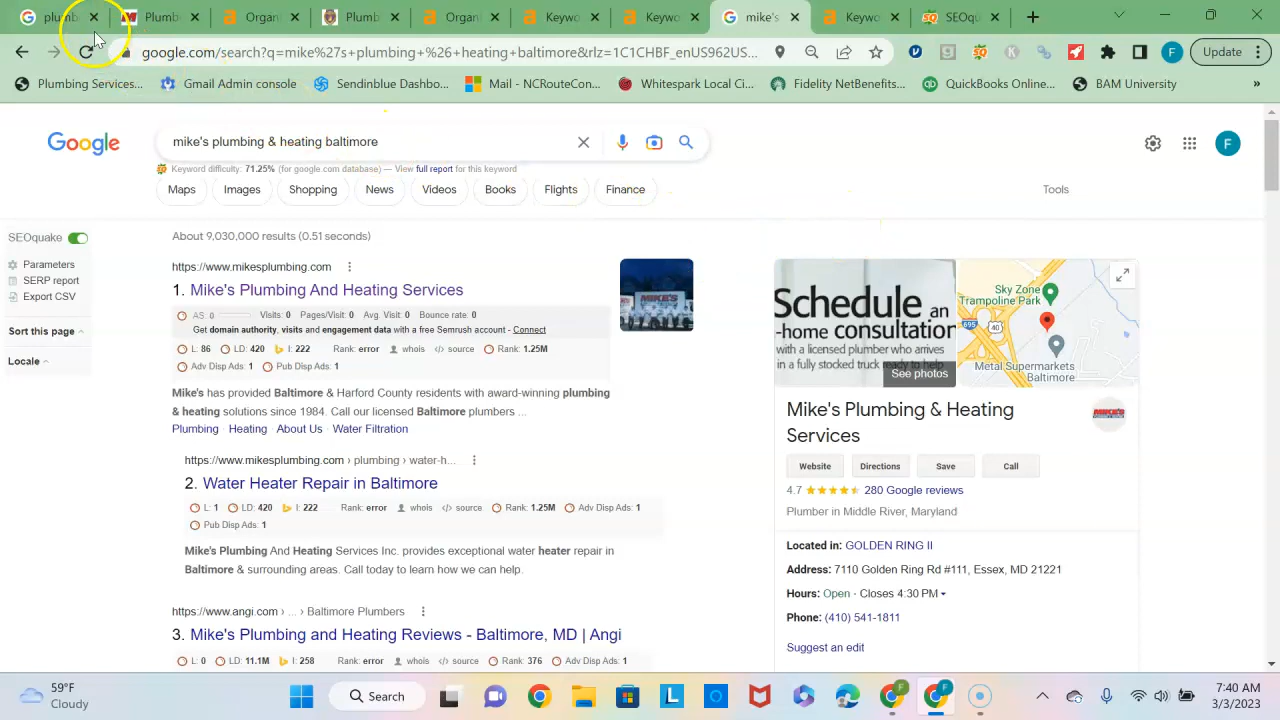 plumb
Plumb
Organ
Plumb
Organ
Keywo
Keywo
mike's
Keywo
SEOqu
google.com/search?q=mike%27s+plumbing+%26+heating+baltimore&rlz=1C1CHBF_enUS962US...
Update
Plumbing Services...
Gmail Admin console
Sendinblue Dashbo...
Mail - NCRouteCon...
Whitespark Local Ci...
Fidelity NetBenefits...
QuickBooks Online...
BAM University
»
Google
mike's plumbing & heating baltimore
F
Keyword difficulty: 71.25% (for google.com database) — View full report for this keyword
Maps
Images
Shopping
News
Videos
Books
Flights
Finance
Tools
About 9,030,000 results (0.51 seconds)
SEOquake
Parameters
SERP report
Export CSV
Sort this page
Locale
https://www.mikesplumbing.com
1. Mike's Plumbing And Heating Services
AS: 0 Visits: 0 Pages/Visit: 0 Avg. Visit: 0 Bounce rate: 0
Get domain authority, visits and engagement data with a free Semrush account - Connect
L: 86 LD: 420 I: 222 Rank: error whois source Rank: 1.25M
Adv Disp Ads: 1 Pub Disp Ads: 1
Mike's has provided Baltimore & Harford County residents with award-winning plumbing
& heating solutions since 1984. Call our licensed Baltimore plumbers ...
Plumbing · Heating · About Us · Water Filtration
https://www.mikesplumbing.com › plumbing › water-h...
2. Water Heater Repair in Baltimore
L: 1 LD: 420 I: 222 Rank: error whois source Rank: 1.25M Adv Disp Ads: 1
Pub Disp Ads: 1
Mike's Plumbing And Heating Services Inc. provides exceptional water heater repair in
Baltimore & surrounding areas. Call today to learn how we can help.
https://www.angi.com › ... › Baltimore Plumbers
3. Mike's Plumbing and Heating Reviews - Baltimore, MD | Angi
L: 0 LD: 11.1M I: 258 Rank: error whois source Rank: 376 Adv Disp Ads: 1
MIKE'S
Schedule an
-home consultation
with a licensed plumber who arrives
in a fully stocked truck ready to help
See photos
Sky Zone
Trampoline Park
695
40
Metal Supermarkets
Baltimore
Mike's Plumbing & Heating
Services
MIKE'S
Website
Directions
Save
Call
4.7 280 Google reviews
Plumber in Middle River, Maryland
Located in: GOLDEN RING II
Address: 7110 Golden Ring Rd #111, Essex, MD 21221
Hours: Open · Closes 4:30 PM
Phone: (410) 541-1811
Suggest an edit
59°F
Cloudy
Search
7:40 AM
3/3/2023